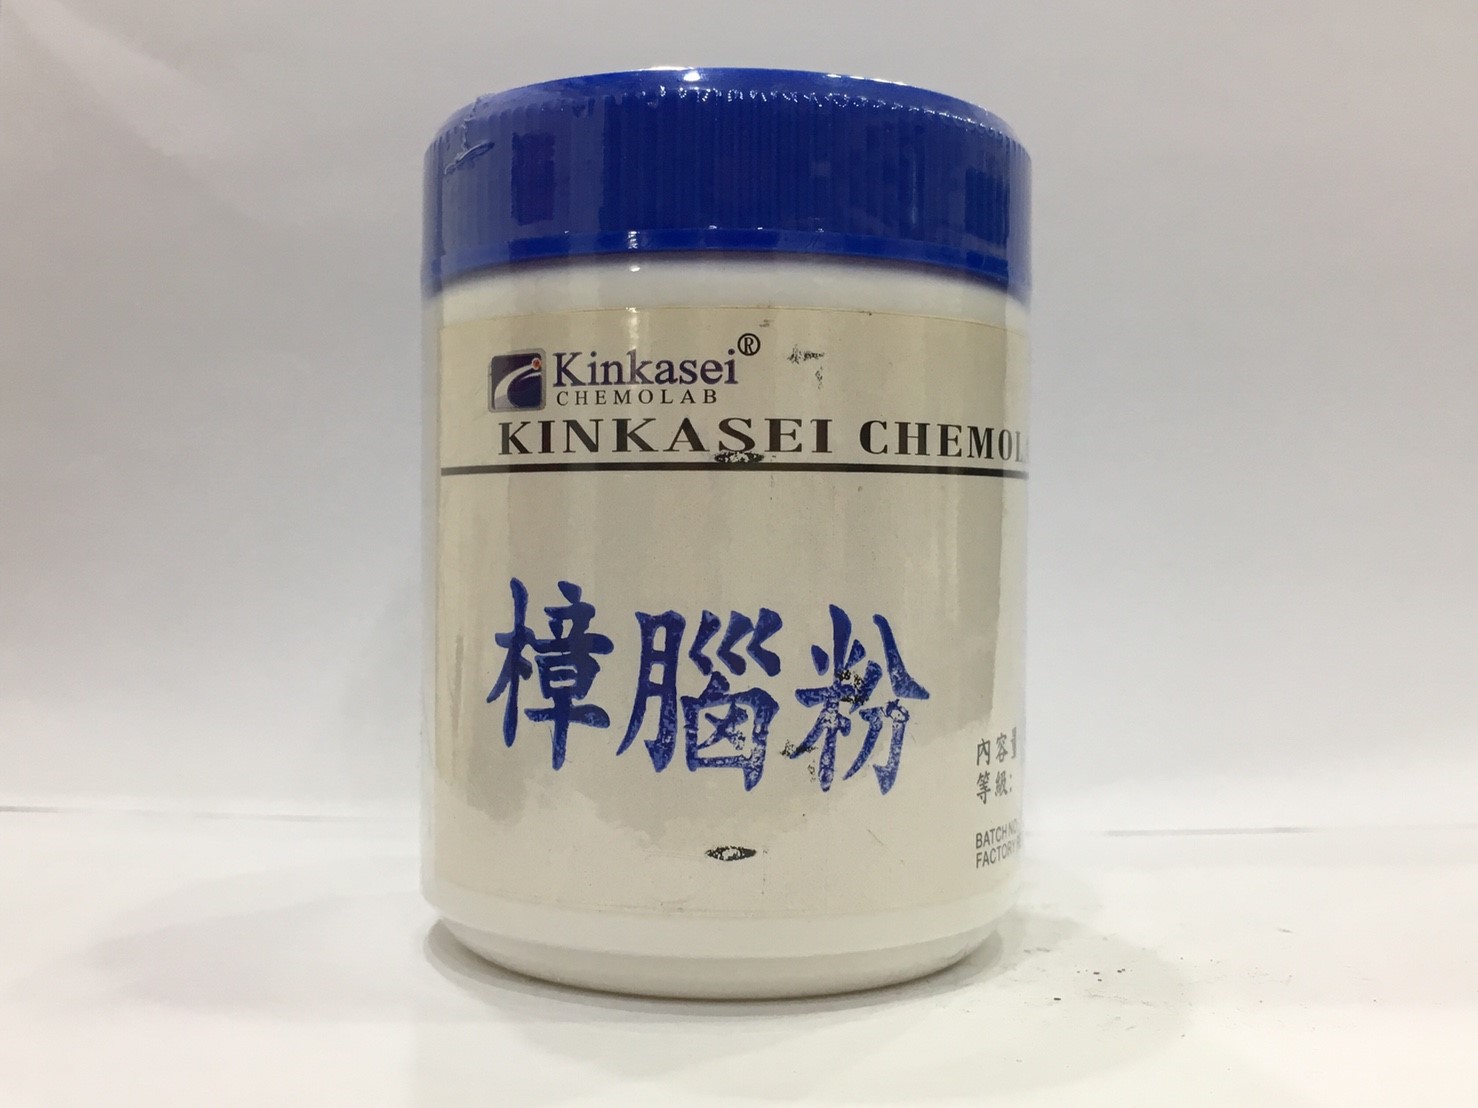 Kinkasei®
CHEMOLAB
KINKASEI CHEMOL
樟腦粉
內容量
等級:
BATCH NO
FACTORY